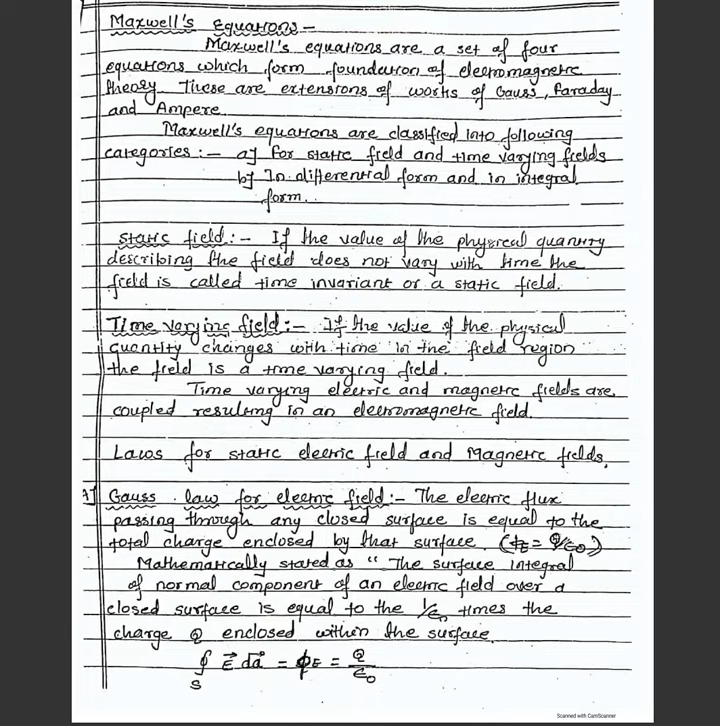 Maxwell's Equations –
Maxwell's equations are a set of four
equations which form foundation of electromagnetic
theory. These are extensions of works of Gauss, Faraday
and Ampere
Maxwell's equations are classified into following
categories :– a] For static field and time varying fields
b] In differential form and in integral
form.
static field :– If the value of the physical quantity
describing the field does not vary with time the
field is called time invariant or a static field.
Time varying field :– If the value of the physical
quantity changes with time in the field region
the field is a time varying field.
Time varying electric and magnetic fields are
coupled resulting in an electromagnetic field.
Laws for static electric field and Magnetic fields.
A] Gauss law for electric field :– The electric flux
passing through any closed surface is equal to the
total charge enclosed by that surface. (ϕE = Q/ε0)
Mathematically stated as “ The surface integral
of normal component of an electric field over a
closed surface is equal to the 1/ε0 times the
charge Q enclosed within the surface.
∮S E⃗ da⃗ = ϕE = Q/ε0
Scanned with CamScanner